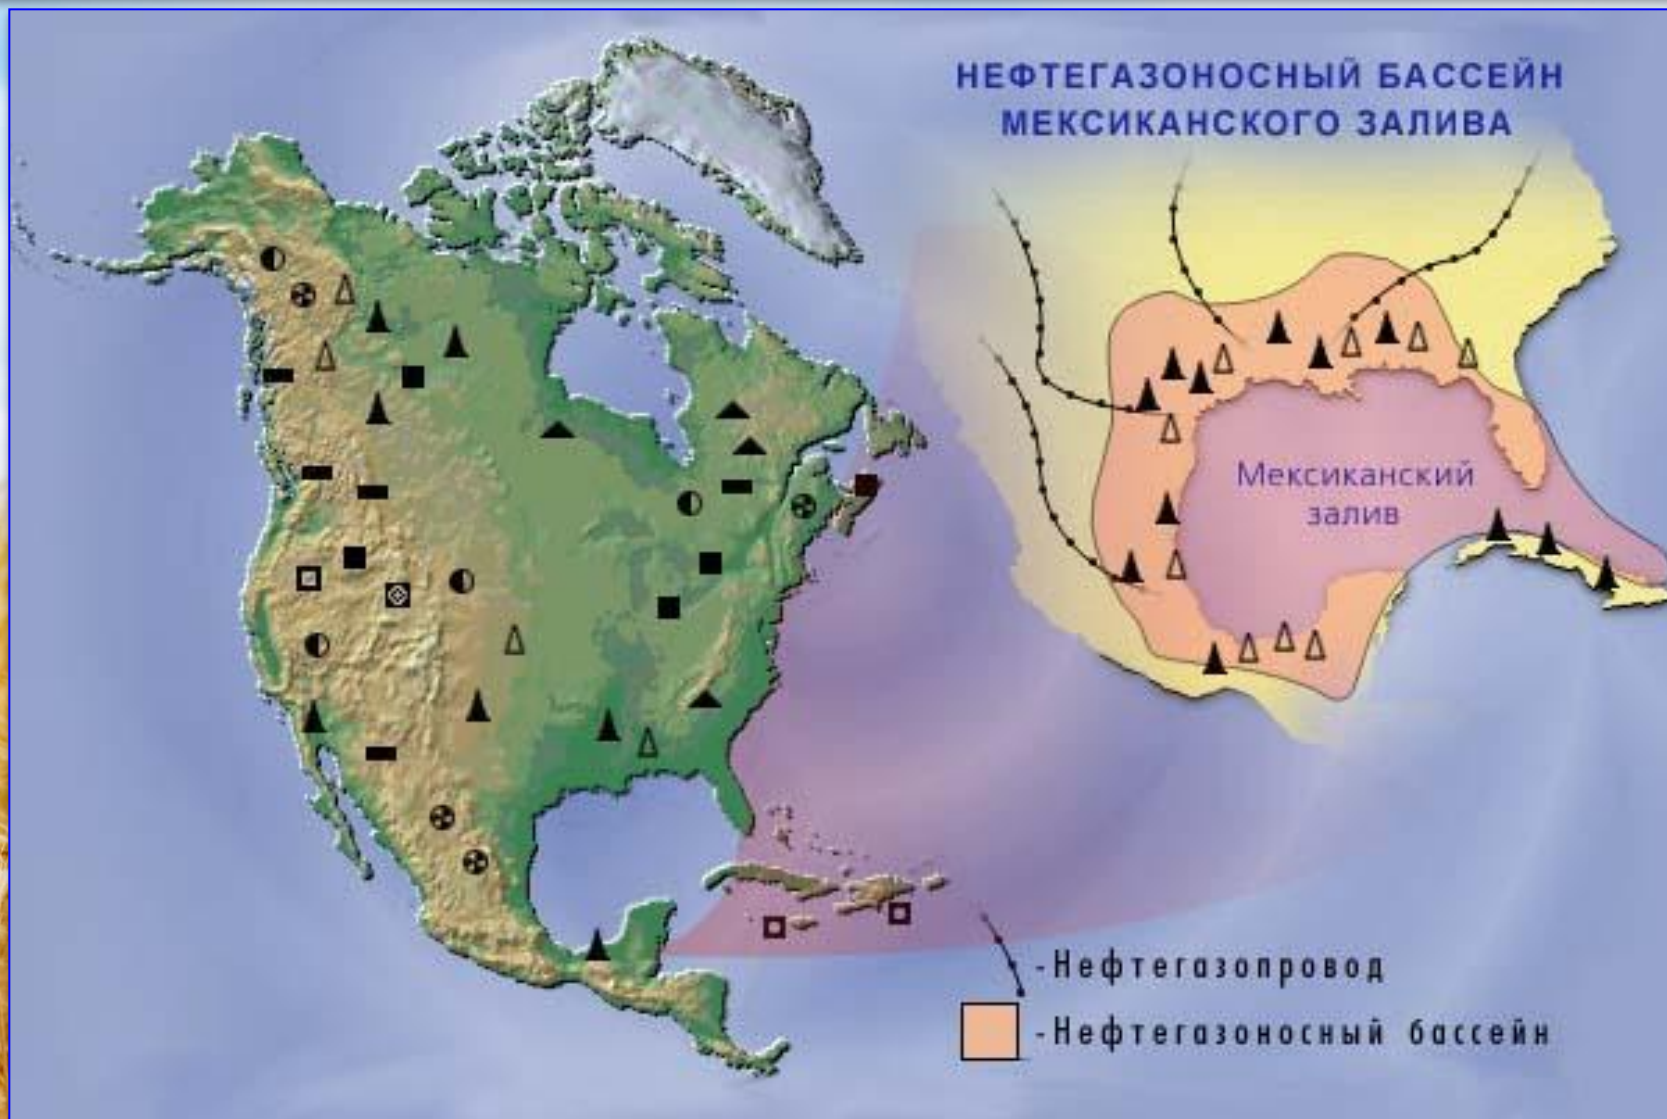 НЕФТЕГАЗОНОСНЫЙ БАССЕЙН
МЕКСИКАНСКОГО ЗАЛИВА
Мексиканский
залив
-Нефтегазопровод
-Нефтегазоносный бассейн